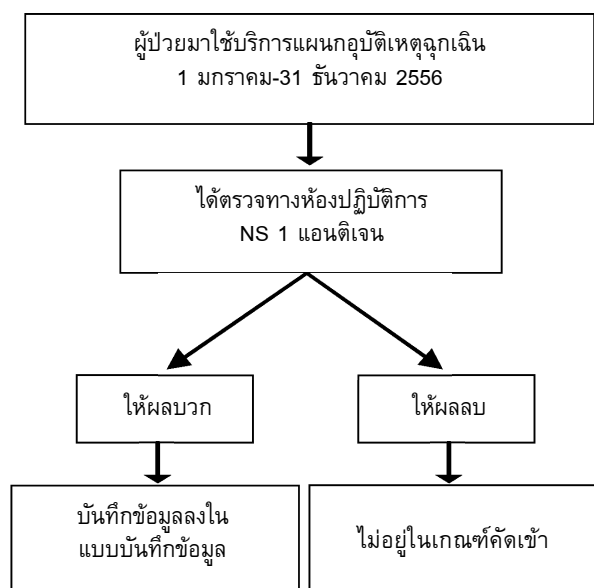 ผู้ป่วยมาใช้บริการแผนกอุบัติเหตุฉุกเฉิน
1 มกราคม-31 ธันวาคม 2556
ได้ตรวจทางห้องปฏิบัติการ
NS 1 แอนติเจน
ให้ผลบวก
ให้ผลลบ
บันทึกข้อมูลลงใน
แบบบันทึกข้อมูล
ไม่อยู่ในเกณฑ์คัดเข้า